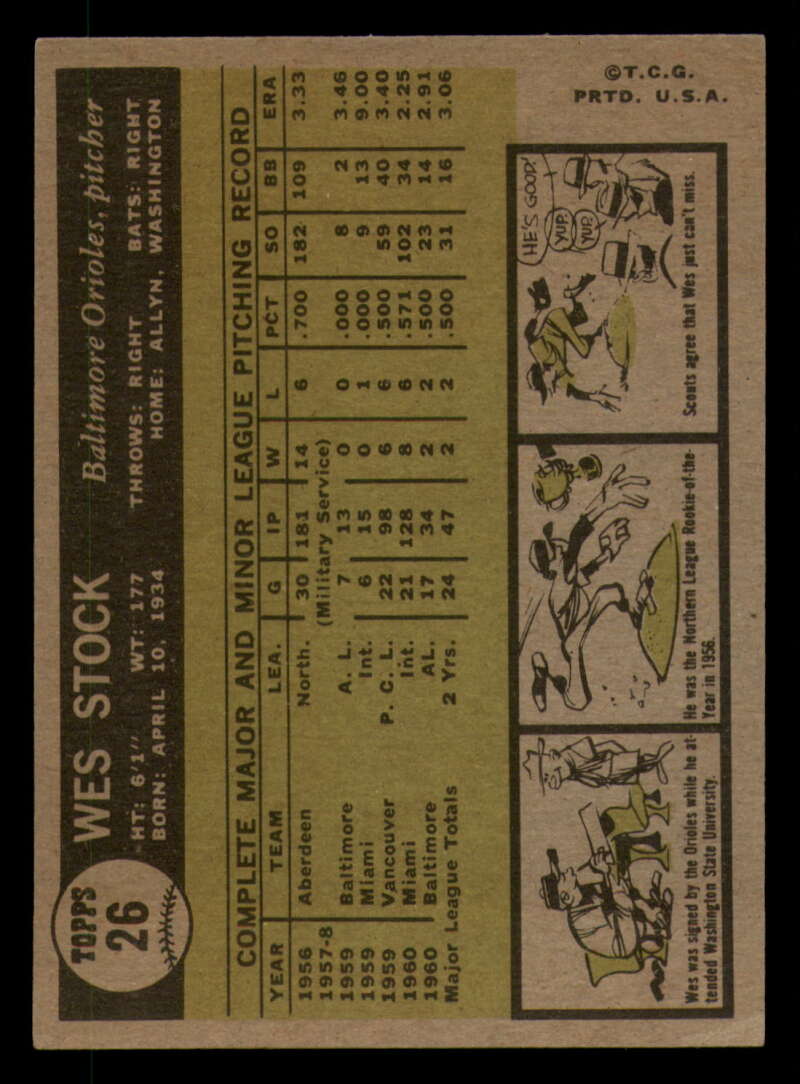 TOPPS
26
WES STOCK
Baltimore Orioles, pitcher
HT: 6'1" WT: 177 THROWS: RIGHT BATS: RIGHT
BORN: APRIL 10, 1934 HOME: ALLYN, WASHINGTON
COMPLETE MAJOR AND MINOR LEAGUE PITCHING RECORD
YEAR TEAM LEA. G IP W L PCT SO BB ERA
1956 Aberdeen North. 30 181 14 6 .700 182 109 3.33
1957-8 (Military Service)
1959 Baltimore A. L. 7 13 0 0 .000 8 2 3.46
1959 Miami Int. 6 15 0 1 .000 9 13 9.00
1959 Vancouver P. C. L. 22 98 6 6 .500 59 40 3.40
1960 Miami Int. 21 128 8 6 .571 102 34 2.25
1960 Baltimore AL. 17 34 2 2 .500 23 14 2.91
Major League Totals 2 Yrs. 24 47 2 2 .500 31 16 3.06
Wes was signed by the Orioles while he at-
tended Washington State University.
He was the Northern League Rookie-of-the-
Year in 1956.
HE'S GOOD!
YUP.
YUP.
Scouts agree that Wes just can't miss.
©T.C.G.
PRTD. U.S.A.